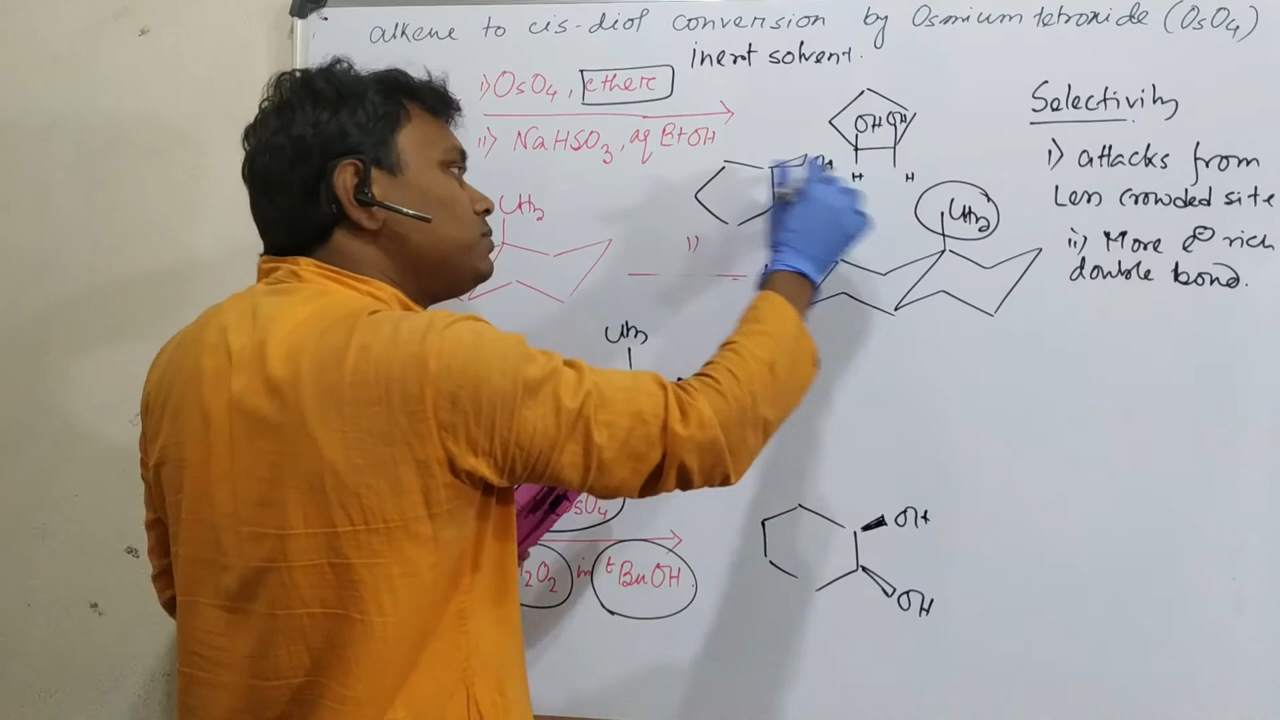 alkene to cis-diol conversion by Osmium tetroxide (OsO4)
inert solvent.
i) OsO4, ether
ii) NaHSO3, aq EtOH
OH OH
H H
Selectivity
i) attacks from
Less crowded site
ii) More e⊖ rich
double bond.
CH3
CH3
i)
CH3
OsO4
2O2 in tBuOH
OH
OH